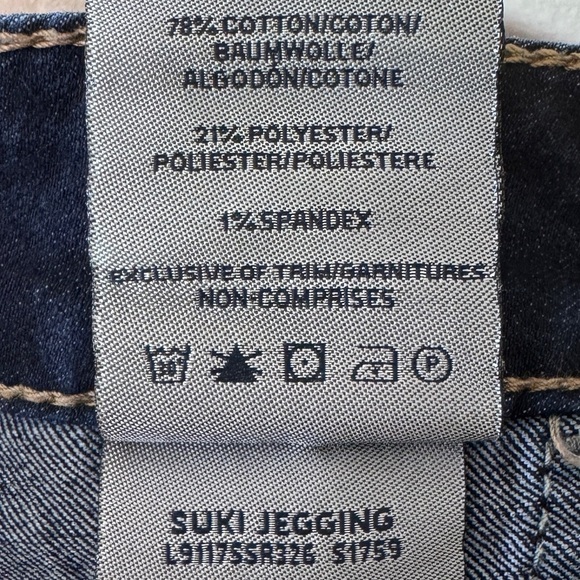 78% COTTON/COTON/
BAUMWOLLE/
ALGODÓN/COTONE
21% POLYESTER/
POLIESTER/POLIESTERE
1% SPANDEX
EXCLUSIVE OF TRIM/GARNITURES
NON-COMPRISES
30 P
SUKI JEGGING
L9117SSR326 S1759